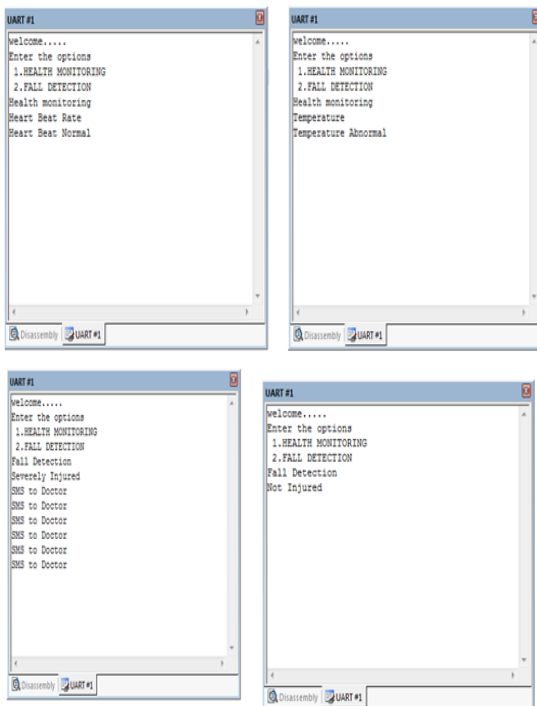 UART #1
welcome.....
Enter the options
1.HEALTH MONITORING
2.FALL DETECTION
Health monitoring
Heart Beat Rate
Heart Beat Normal
Disassembly UART #1
UART #1
welcome.....
Enter the options
1.HEALTH MONITORING
2.FALL DETECTION
Health monitoring
Temperature
Temperature Abnormal
Disassembly UART #1
UART #1
welcome.....
Enter the options
1.HEALTH MONITORING
2.FALL DETECTION
Fall Detection
Severely Injured
SMS to Doctor
SMS to Doctor
SMS to Doctor
SMS to Doctor
SMS to Doctor
SMS to Doctor
Disassembly UART #1
UART #1
welcome.....
Enter the options
1.HEALTH MONITORING
2.FALL DETECTION
Fall Detection
Not Injured
Disassembly UART #1